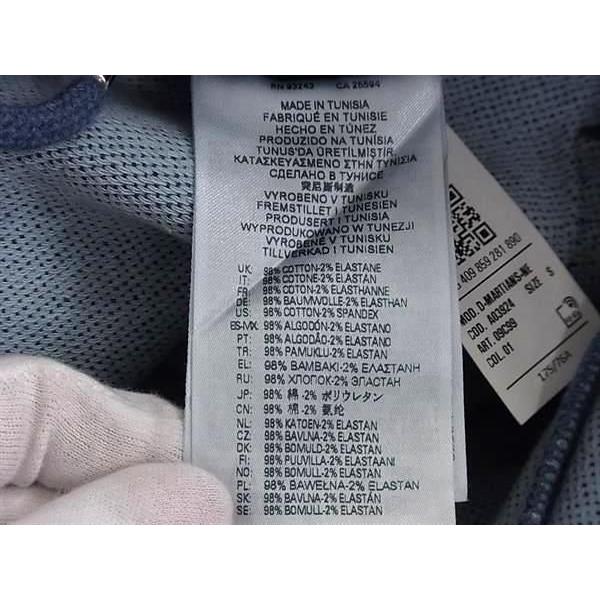 RN 93243 CA 26594
MADE IN TUNISIA
FABRIQUÉ EN TUNISIE
HECHO EN TÚNEZ
PRODUZIDO NA TUNÍSIA
TUNUS'DA ÜRETİLMİŞTİR
ΚΑΤΑΣΚΕΥΑΣΜΕΝΟ ΣΤΗΝ ΤΥΝΗΣΙΑ
СДЕЛАНО В ТУНИСЕ
突尼斯制造
VYROBENO V TUNISKU
FREMSTILLET I TUNESIEN
PRODUSERT I TUNISIA
WYPRODUKOWANO W TUNEZJI
VYROBENÉ V TUNISKU
TILLVERKAD I TUNISIEN
UK: 98% COTTON-2% ELASTANE
IT: 98% COTONE-2% ELASTANE
FR: 98% COTON-2% ELASTHANNE
DE: 98% BAUMWOLLE-2% ELASTHAN
US: 98% COTTON-2% SPANDEX
ES-MX: 98% ALGODÓN-2% ELASTANO
PT: 98% ALGODÃO-2% ELASTANO
TR: 98% PAMUKLU-2% ELASTAN
EL: 98% ΒΑΜΒΑΚΙ-2% ΕΛΑΣΤΑΝΗ
RU: 98% ХЛОПОК-2% ЭЛАСТАН
JP: 98% 綿 -2% ポリウレタン
CN: 98% 棉 -2% 氨纶
NL: 98% KATOEN-2% ELASTAN
CZ: 98% BAVLNA-2% ELASTAN
DK: 98% BOMULD-2% ELASTAN
FI: 98% PUUVILLA-2% ELASTAANI
NO: 98% BOMULL-2% ELASTAN
PL: 98% BAWEŁNA-2% ELASTAN
SK: 98% BAVLNA-2% ELASTAN
SE: 98% BOMULL-2% ELASTAN
409 859 281 890
MOD. D-MARTIANS-NE
COD. A03924 SIZE S
ART. 09C99
COL. 01
17S/7SA